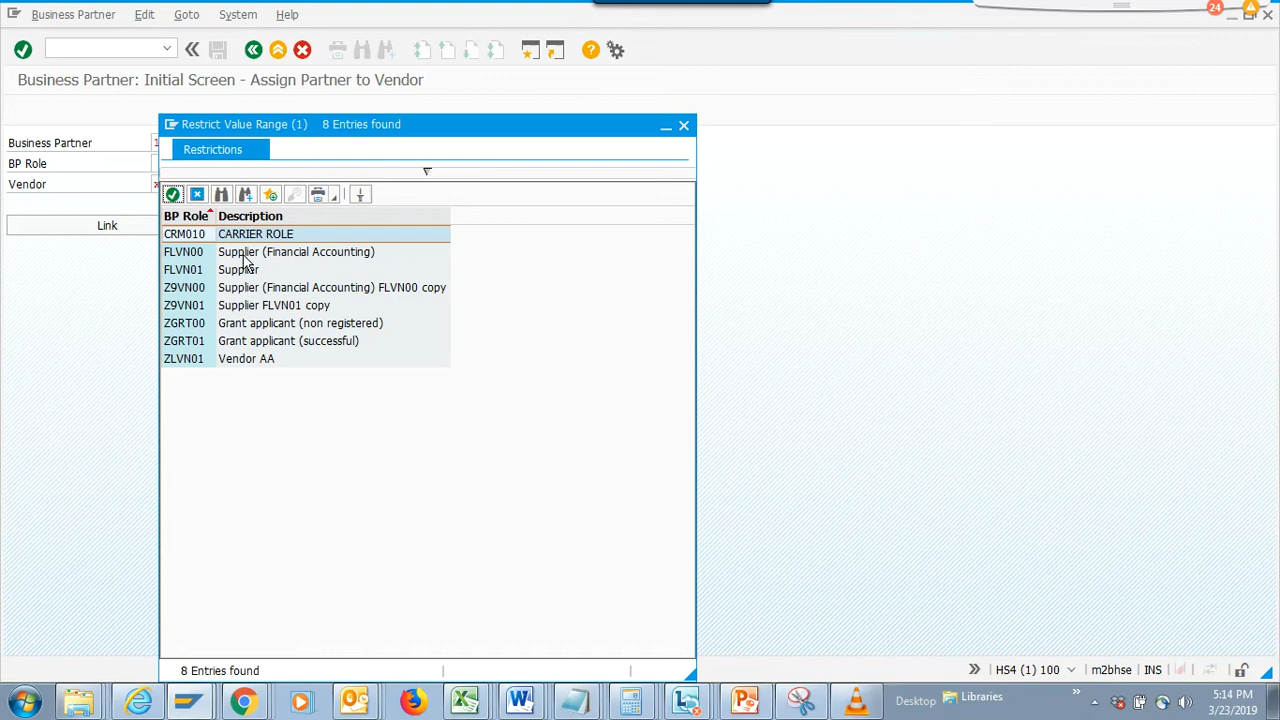 Business Partner Edit Goto System Help
24
Business Partner: Initial Screen - Assign Partner to Vendor
Restrict Value Range (1) 8 Entries found
Restrictions
Business Partner 1
BP Role
Vendor
Link
BP Role Description
CRM010 CARRIER ROLE
FLVN00 Supplier (Financial Accounting)
FLVN01 Supplier
Z9VN00 Supplier (Financial Accounting) FLVN00 copy
Z9VN01 Supplier FLVN01 copy
ZGRT00 Grant applicant (non registered)
ZGRT01 Grant applicant (successful)
ZLVN01 Vendor AA
8 Entries found
HS4 (1) 100 m2bhse INS
Desktop Libraries
5:14 PM
3/23/2019